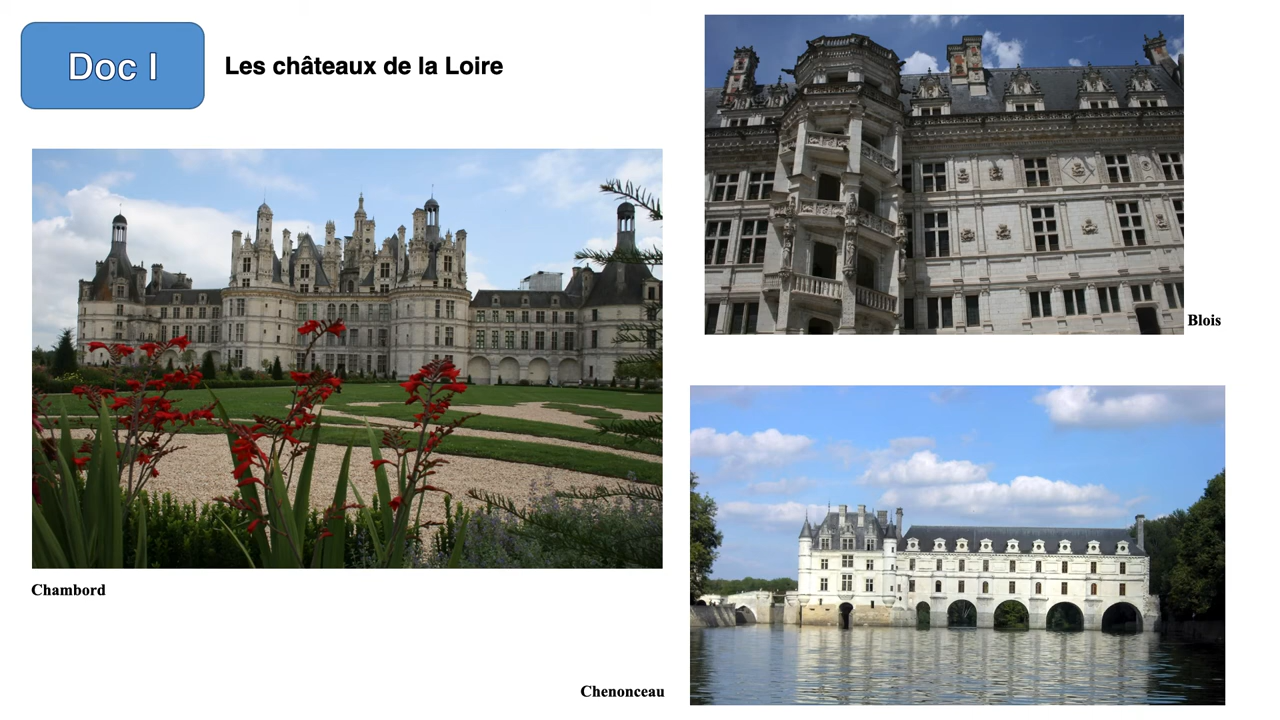 Doc I
Les châteaux de la Loire
Blois
Chambord
Chenonceau